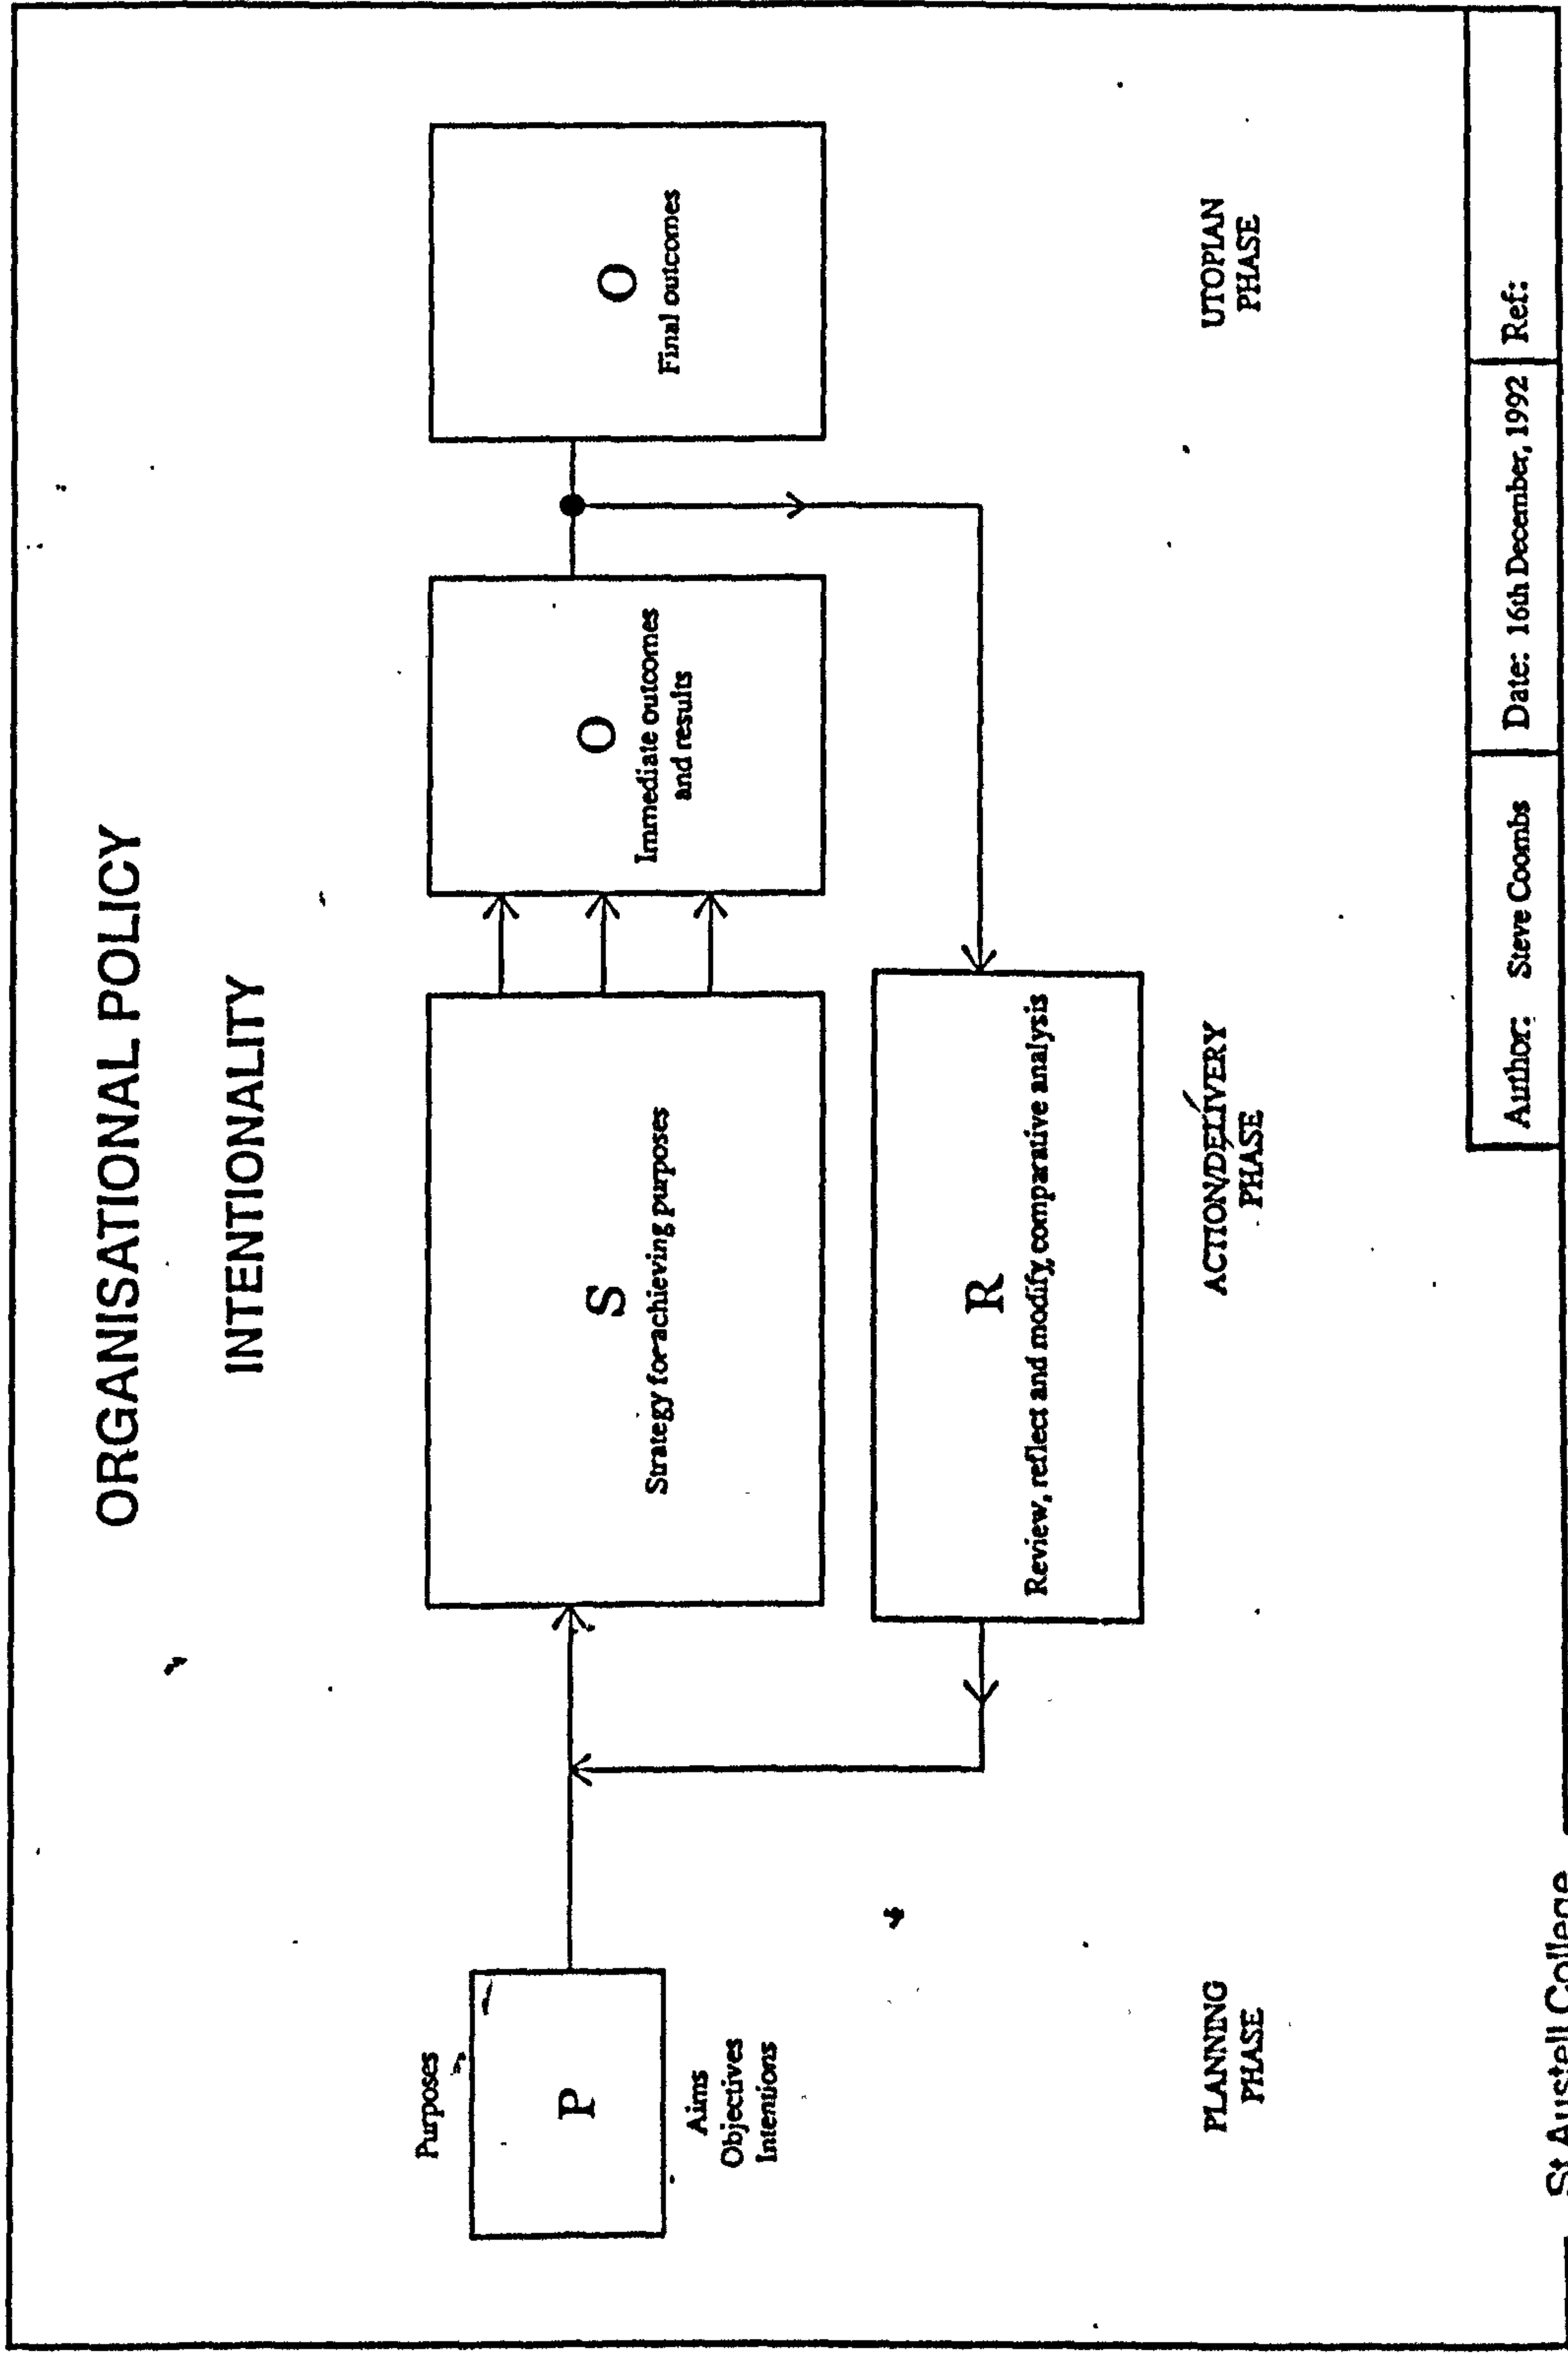 ORGANISATIONAL POLICY
INTENTIONALITY
Purposes
P
Aims
Objectives
Intentions
S
Strategy for achieving purposes
O
Immediate outcomes
and results
O
Final outcomes
R
Review, reflect and modify, comparative analysis
PLANNING
PHASE
ACTION/DELIVERY
PHASE
UTOPIAN
PHASE
Author: Steve Coombs
Date: 16th December, 1992
Ref:
St Austell College